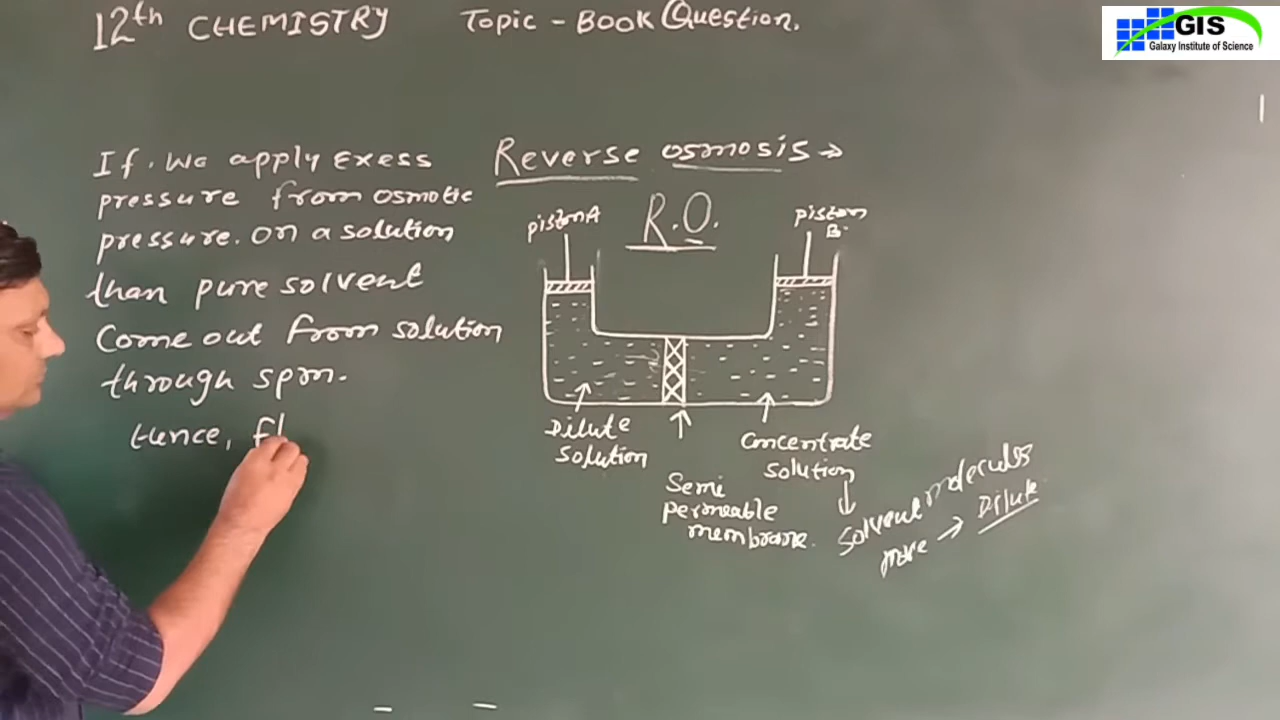 12th CHEMISTRY Topic - Book Question.
GIS
Galaxy Institute of Science
If. We apply Exess
pressure from osmotic
pressure. on a solution
than pure solvent
Come out from solution
through spm.
Hence, fl
Reverse osmosis →
R.O.
piston A
piston
B.
Dilute
solution
Semi
permeable
membrane.
Concentrate
solution
Solvent molecules
more → Dilute